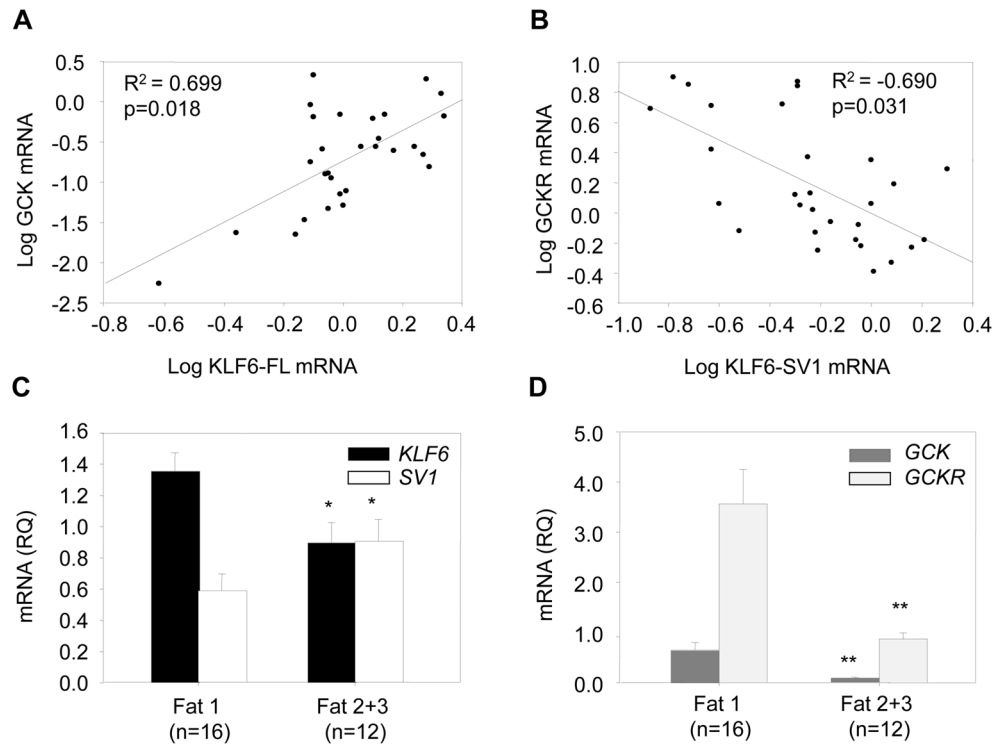 A
R² = 0.699
p=0.018
Log GCK mRNA
0.5
0.0
-0.5
-1.0
-1.5
-2.0
-2.5
-0.8 -0.6 -0.4 -0.2 0.0 0.2 0.4
Log KLF6-FL mRNA
B
R² = -0.690
p=0.031
Log GCKR mRNA
1.0
0.8
0.6
0.4
0.2
0.0
-0.2
-0.4
-0.6
-1.0 -0.8 -0.6 -0.4 -0.2 0.0 0.2 0.4
Log KLF6-SV1 mRNA
C
KLF6
SV1
mRNA (RQ)
1.6
1.4
1.2
1.0
0.8
0.6
0.4
0.2
0.0
* *
Fat 1 Fat 2+3
(n=16) (n=12)
D
GCK
GCKR
mRNA (RQ)
5.0
4.0
3.0
2.0
1.0
0.0
** **
Fat 1 Fat 2+3
(n=16) (n=12)